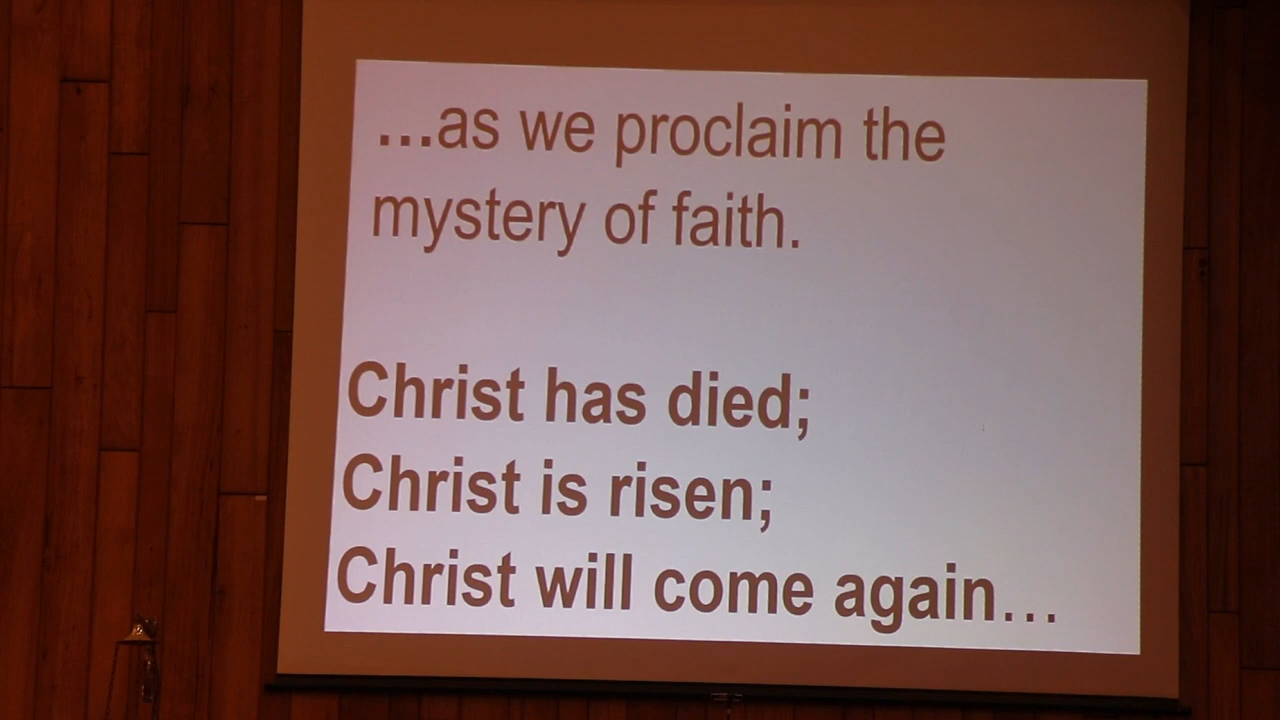 ...as we proclaim the
mystery of faith.
Christ has died;
Christ is risen;
Christ will come again...